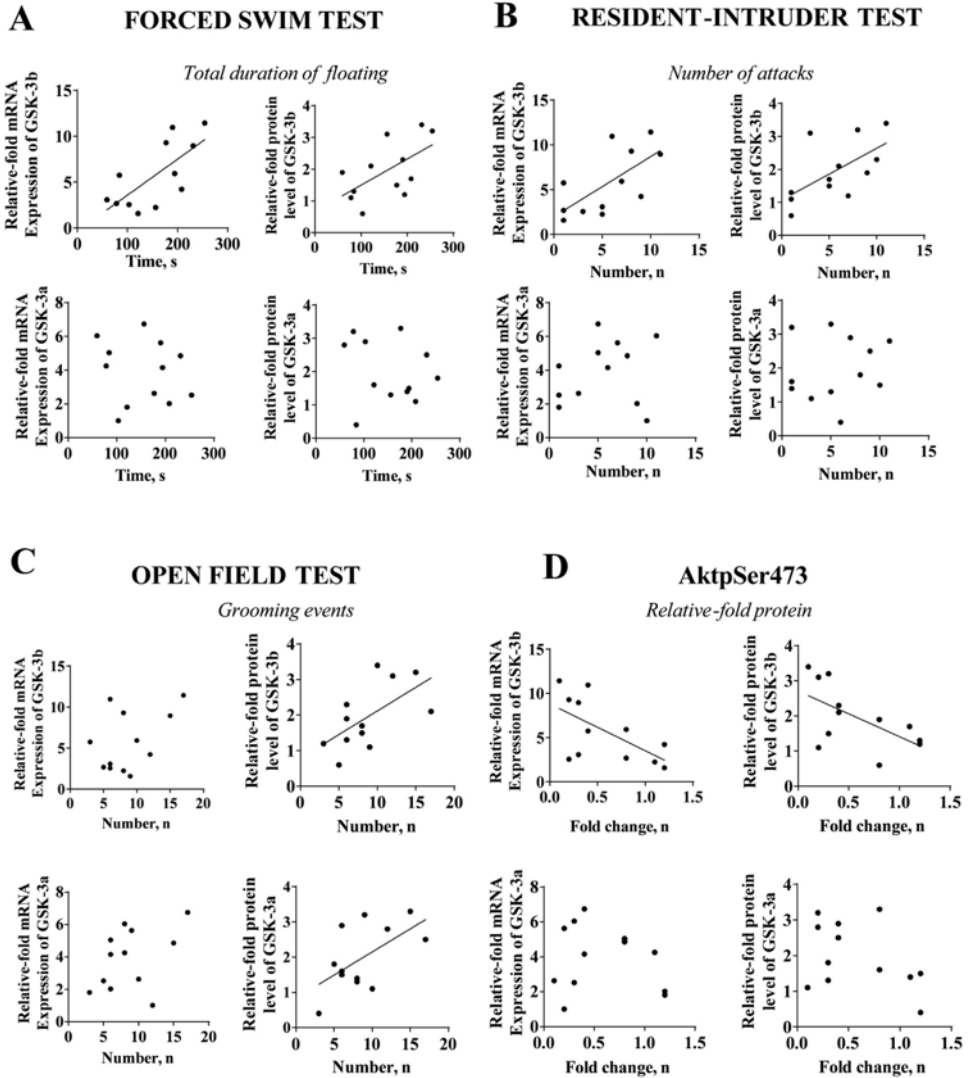 A
FORCED SWIM TEST
Total duration of floating
Relative-fold mRNA
Expression of GSK-3b
15
10
5
0
0 100 200 300
Time, s
Relative-fold protein
level of GSK-3b
4
3
2
1
0
0 100 200 300
Time, s
Relative-fold mRNA
Expression of GSK-3a
8
6
4
2
0
0 100 200 300
Time, s
Relative-fold protein
level of GSK-3a
4
3
2
1
0
0 100 200 300
Time, s
B
RESIDENT-INTRUDER TEST
Number of attacks
Relative-fold mRNA
Expression of GSK-3b
15
10
5
0
0 5 10 15
Number, n
Relative-fold protein
level of GSK-3b
4
3
2
1
0
0 5 10 15
Number, n
Relative-fold mRNA
Expression of GSK-3a
8
6
4
2
0
0 5 10 15
Number, n
Relative-fold protein
level of GSK-3a
4
3
2
1
0
0 5 10 15
Number, n
C
OPEN FIELD TEST
Grooming events
Relative-fold mRNA
Expression of GSK-3b
15
10
5
0
0 5 10 15 20
Number, n
Relative-fold protein
level of GSK-3b
4
3
2
1
0
0 5 10 15 20
Number, n
Relative-fold mRNA
Expression of GSK-3a
8
6
4
2
0
0 5 10 15 20
Number, n
Relative-fold protein
level of GSK-3a
4
3
2
1
0
0 5 10 15 20
Number, n
D
AktpSer473
Relative-fold protein
Relative-fold mRNA
Expression of GSK-3b
15
10
5
0
0.0 0.5 1.0 1.5
Fold change, n
Relative-fold protein
level of GSK-3b
4
3
2
1
0
0.0 0.5 1.0 1.5
Fold change, n
Relative-fold mRNA
Expression of GSK-3a
8
6
4
2
0
0.0 0.5 1.0 1.5
Fold change, n
Relative-fold protein
level of GSK-3a
4
3
2
1
0
0.0 0.5 1.0 1.5
Fold change, n